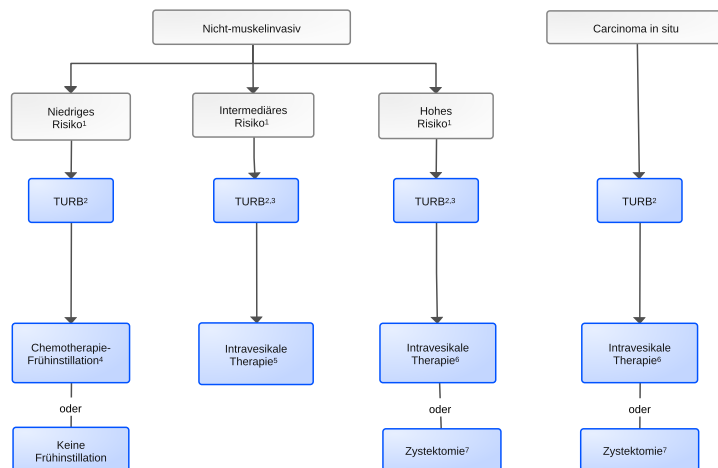 Nicht-muskelinvasiv
Carcinoma in situ
Niedriges
Risiko¹
Intermediäres
Risiko¹
Hohes
Risiko¹
TURB²
TURB²,³
TURB²,³
TURB²
Chemotherapie-
Frühinstillation⁴
Intravesikale
Therapie⁵
Intravesikale
Therapie⁶
Intravesikale
Therapie⁶
oder
oder
oder
Keine
Frühinstillation
Zystektomie⁷
Zystektomie⁷